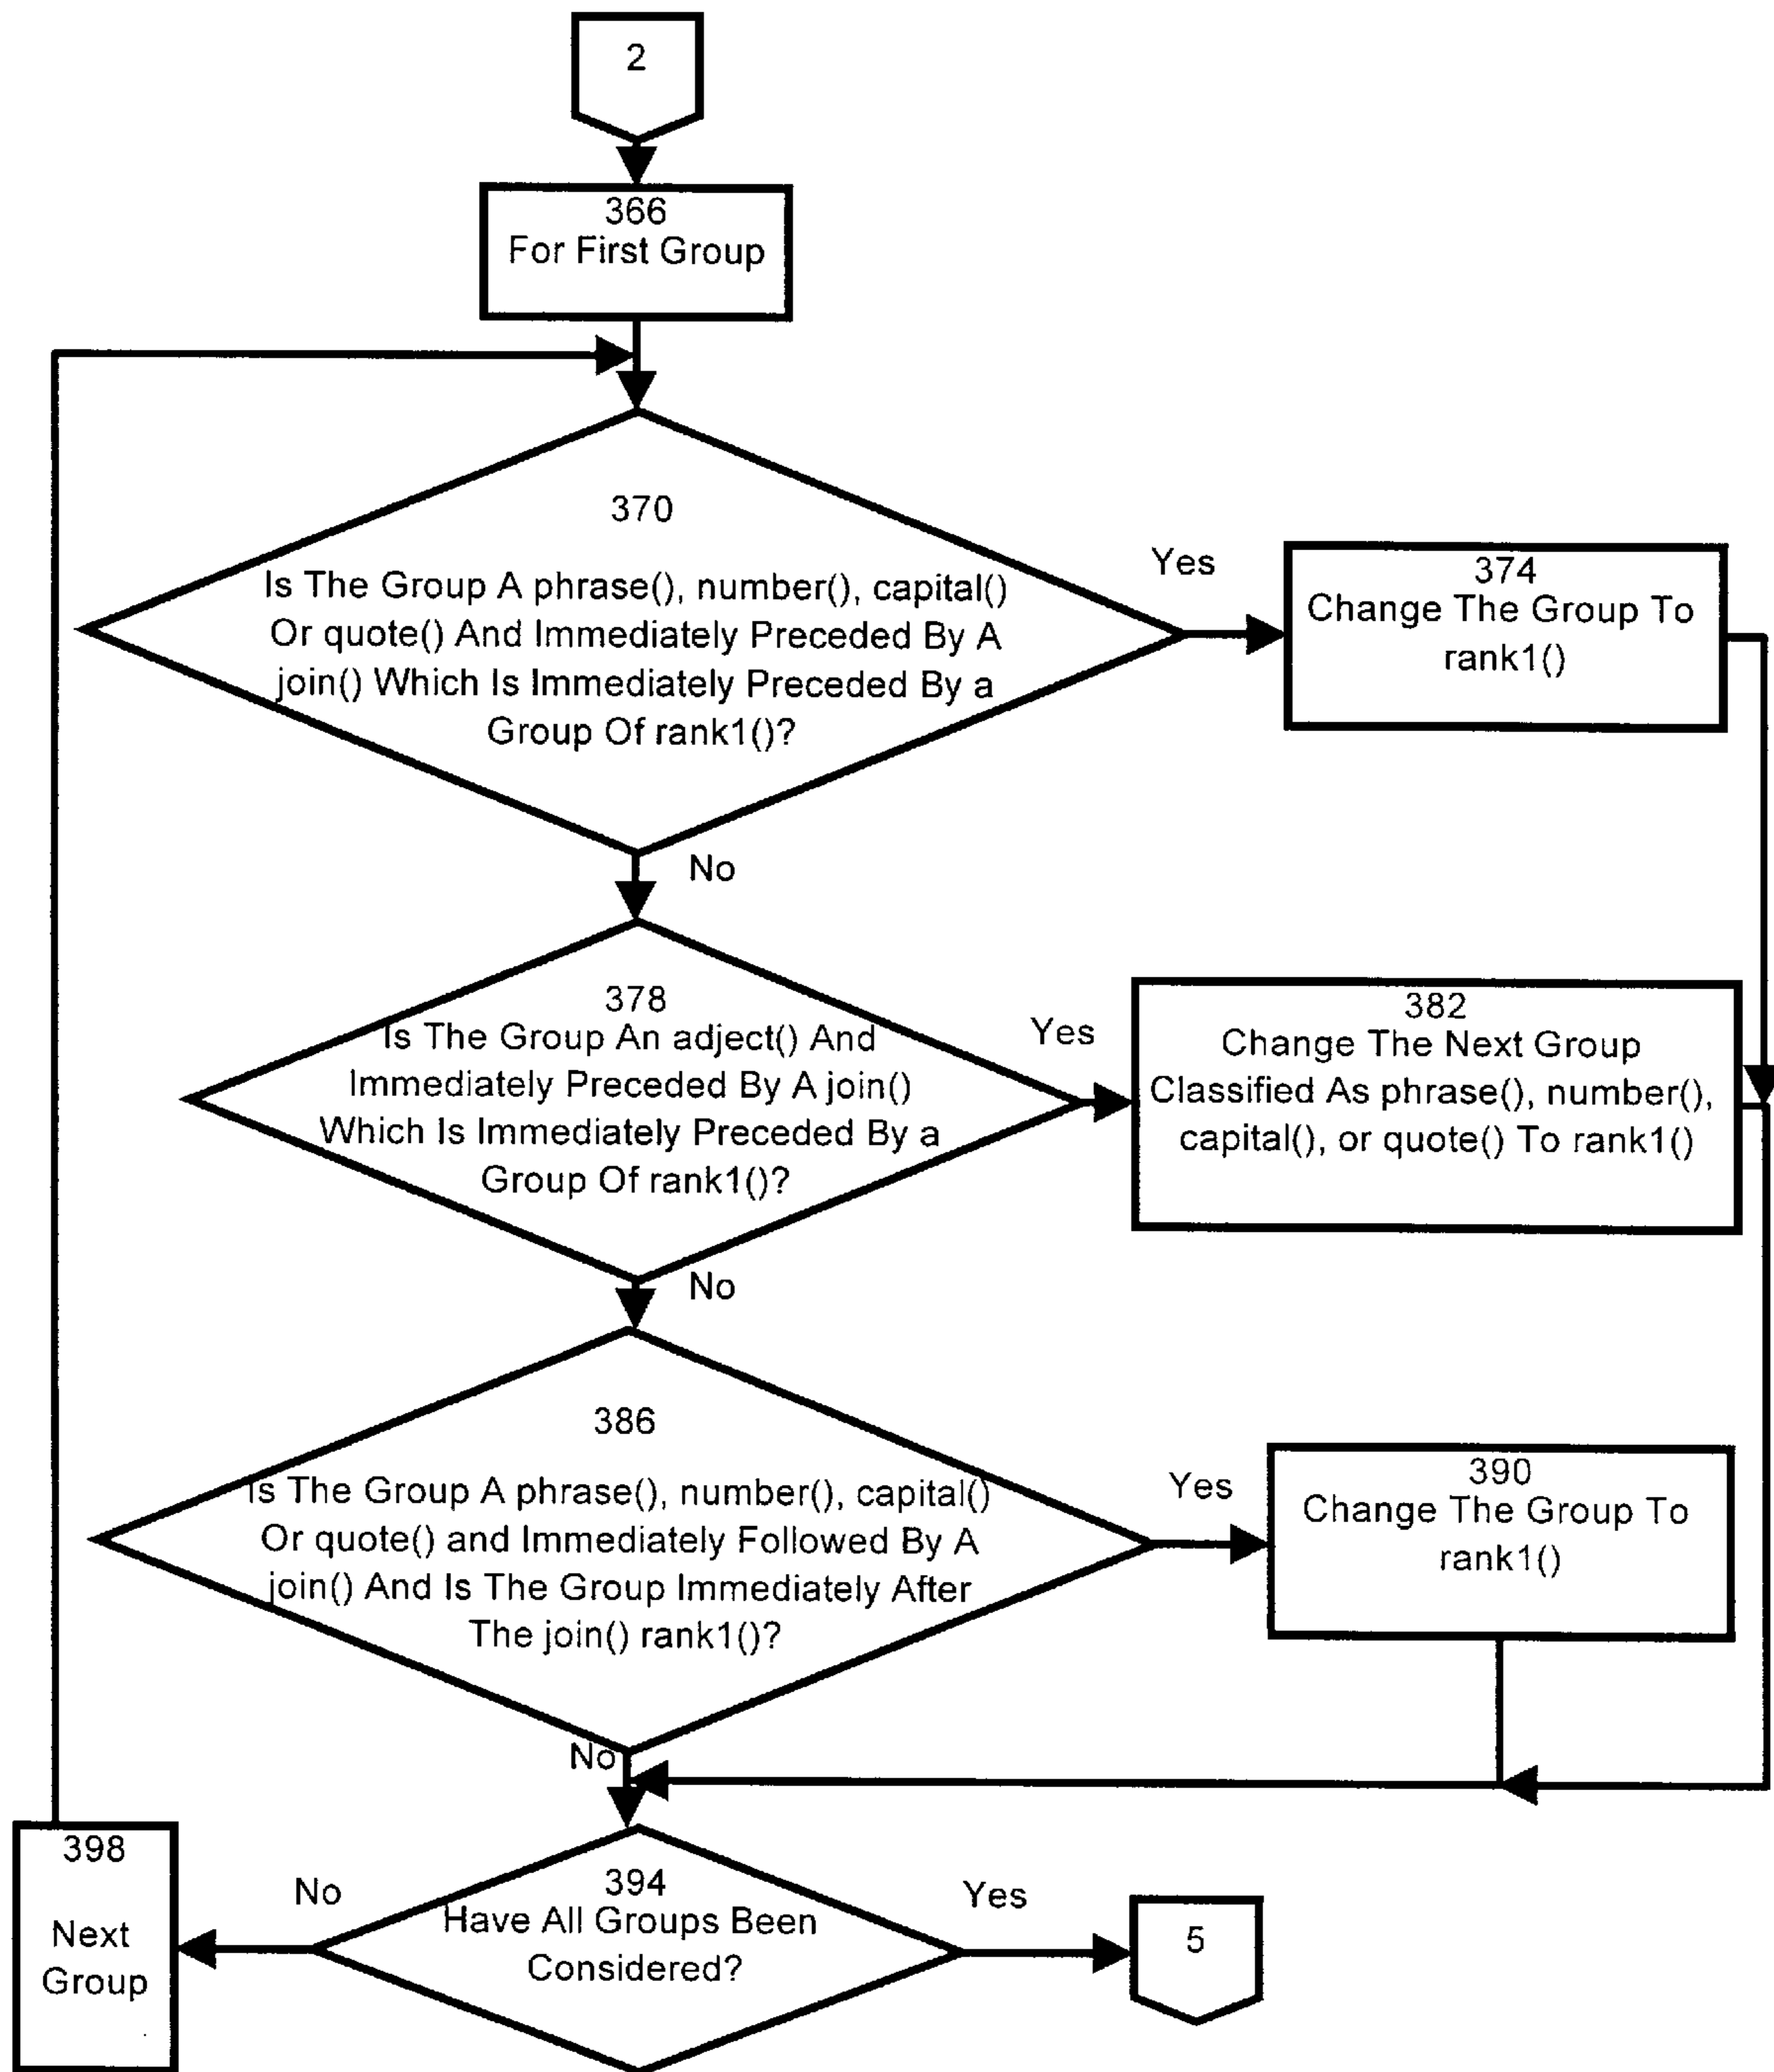 2
366
For First Group
370
Is The Group A phrase(), number(), capital()
Or quote() And Immediately Preceded By A
join() Which Is Immediately Preceded By a
Group Of rank1()?
Yes
374
Change The Group To
rank1()
No
378
Is The Group An adject() And
Immediately Preceded By A join()
Which Is Immediately Preceded By a
Group Of rank1()?
Yes
382
Change The Next Group
Classified As phrase(), number(),
capital(), or quote() To rank1()
No
386
Is The Group A phrase(), number(), capital()
Or quote() and Immediately Followed By A
join() And Is The Group Immediately After
The join() rank1()?
Yes
390
Change The Group To
rank1()
No
394
Have All Groups Been
Considered?
No
398
Next
Group
Yes
5